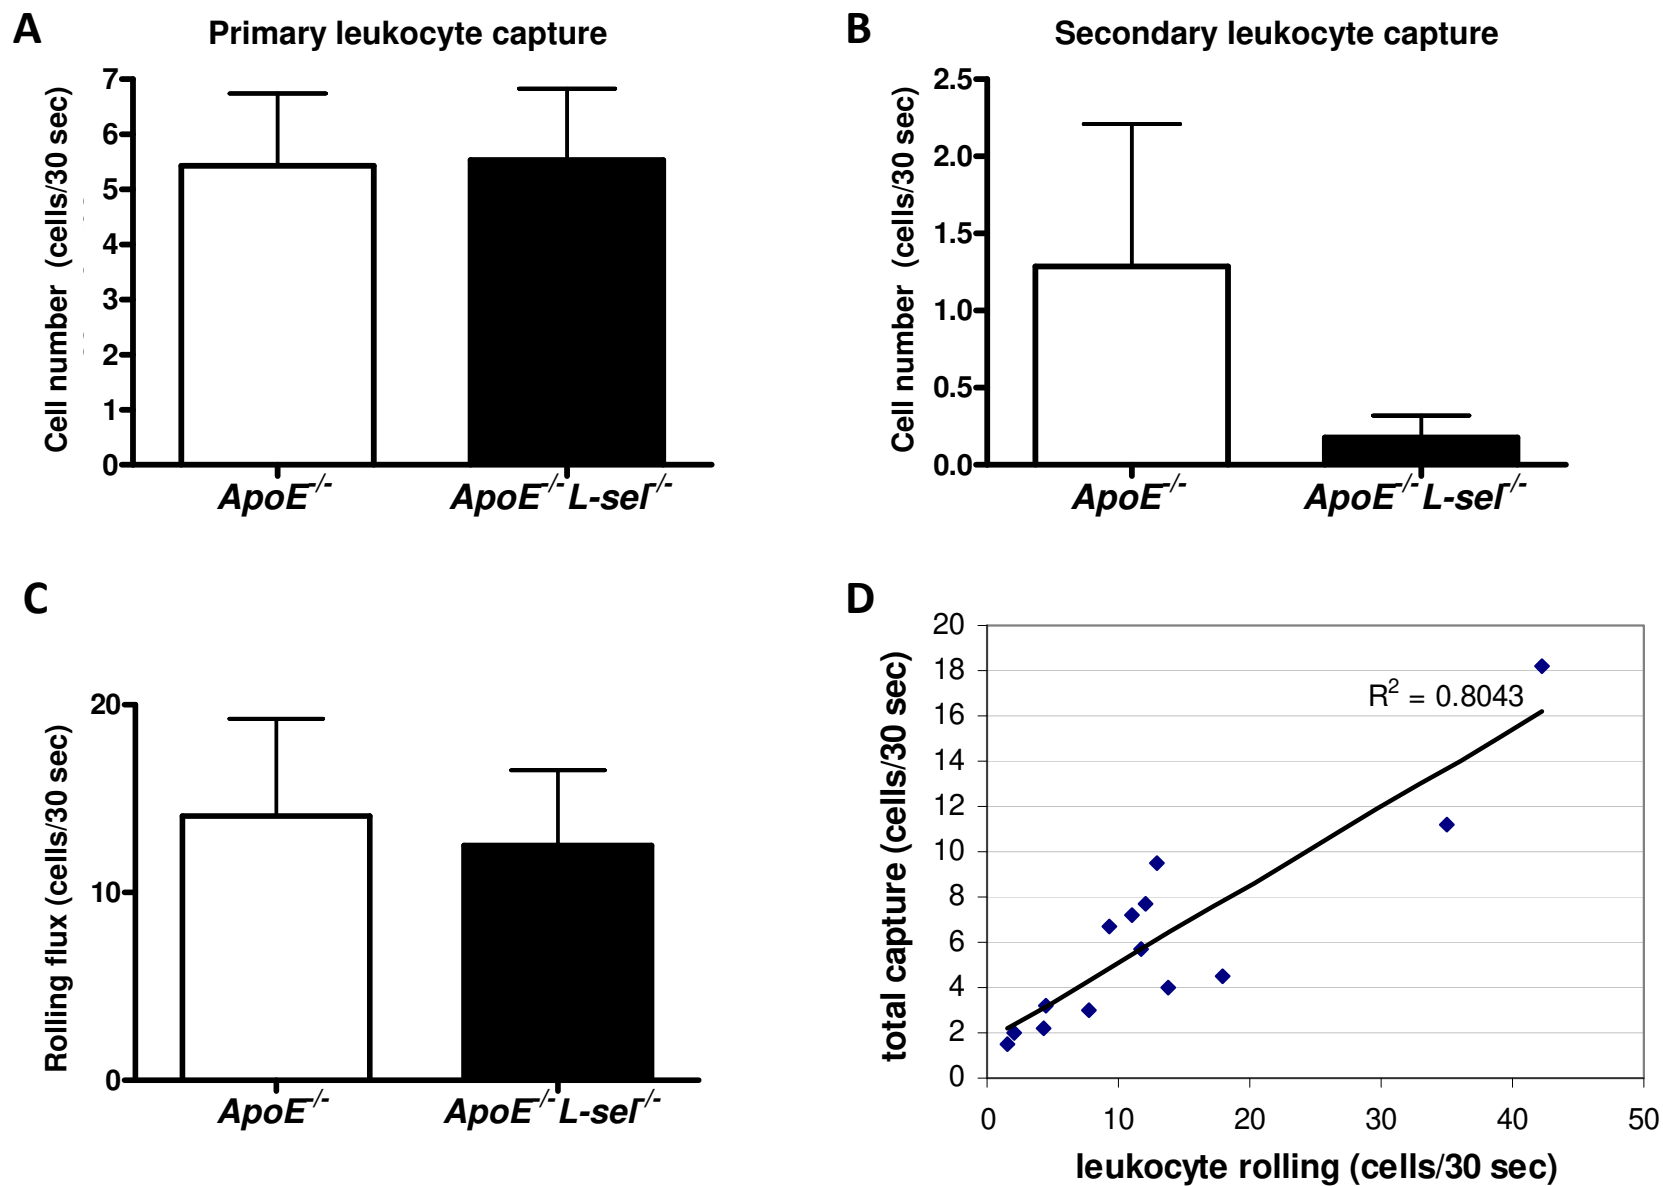 A
Primary leukocyte capture
Cell number (cells/30 sec)
7
6
5
4
3
2
1
0
ApoE-/-
ApoE-/- L-sel-/-
B
Secondary leukocyte capture
Cell number (cells/30 sec)
2.5
2.0
1.5
1.0
0.5
0.0
ApoE-/-
ApoE-/- L-sel-/-
C
Rolling flux (cells/30 sec)
20
10
0
ApoE-/-
ApoE-/- L-sel-/-
D
total capture (cells/30 sec)
20
18
16
14
12
10
8
6
4
2
0
R² = 0.8043
0 10 20 30 40 50
leukocyte rolling (cells/30 sec)